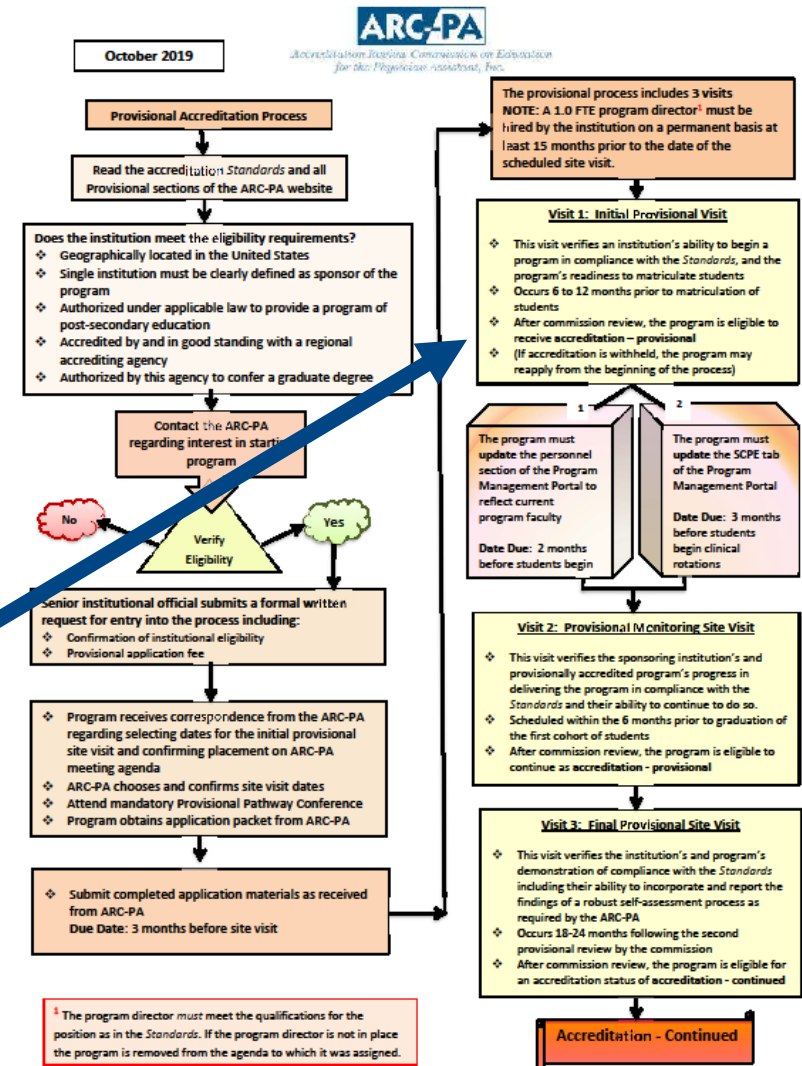 ARC-PA
Accreditation Review Commission on Education
for the Physician Assistant, Inc.
October 2019
Provisional Accreditation Process
Read the accreditation Standards and all
Provisional sections of the ARC-PA website
Does the institution meet the eligibility requirements?
❖ Geographically located in the United States
❖ Single institution must be clearly defined as sponsor of the
program
❖ Authorized under applicable law to provide a program of
post-secondary education
❖ Accredited by and in good standing with a regional
accrediting agency
❖ Authorized by this agency to confer a graduate degree
Contact the ARC-PA
regarding interest in starting
program
No
Verify
Eligibility
Yes
Senior institutional official submits a formal written
request for entry into the process including:
❖ Confirmation of institutional eligibility
❖ Provisional application fee
❖ Program receives correspondence from the ARC-PA
regarding selecting dates for the initial provisional
site visit and confirming placement on ARC-PA
meeting agenda
❖ ARC-PA chooses and confirms site visit dates
❖ Attend mandatory Provisional Pathway Conference
❖ Program obtains application packet from ARC-PA
❖ Submit completed application materials as received
from ARC-PA
Due Date: 3 months before site visit
1 The program director must meet the qualifications for the
position as in the Standards. If the program director is not in place
the program is removed from the agenda to which it was assigned.
The provisional process includes 3 visits
NOTE: A 1.0 FTE program director1 must be
hired by the institution on a permanent basis at
least 15 months prior to the date of the
scheduled site visit.
Visit 1: Initial Provisional Visit
❖ This visit verifies an institution's ability to begin a
program in compliance with the Standards, and the
program's readiness to matriculate students
❖ Occurs 6 to 12 months prior to matriculation of
students
❖ After commission review, the program is eligible to
receive accreditation – provisional
❖ (If accreditation is withheld, the program may
reapply from the beginning of the process)
1
The program must
update the personnel
section of the Program
Management Portal to
reflect current
program faculty
Date Due: 2 months
before students begin
2
The program must
update the SCPE tab
of the Program
Management Portal
Date Due: 3 months
before students
begin clinical
rotations
Visit 2: Provisional Monitoring Site Visit
❖ This visit verifies the sponsoring institution's and
provisionally accredited program's progress in
delivering the program in compliance with the
Standards and their ability to continue to do so.
❖ Scheduled within the 6 months prior to graduation of
the first cohort of students
❖ After commission review, the program is eligible to
continue as accreditation - provisional
Visit 3: Final Provisional Site Visit
❖ This visit verifies the institution's and program's
demonstration of compliance with the Standards
including their ability to incorporate and report the
findings of a robust self-assessment process as
required by the ARC-PA
❖ Occurs 18-24 months following the second
provisional review by the commission
❖ After commission review, the program is eligible for
an accreditation status of accreditation - continued
Accreditation - Continued